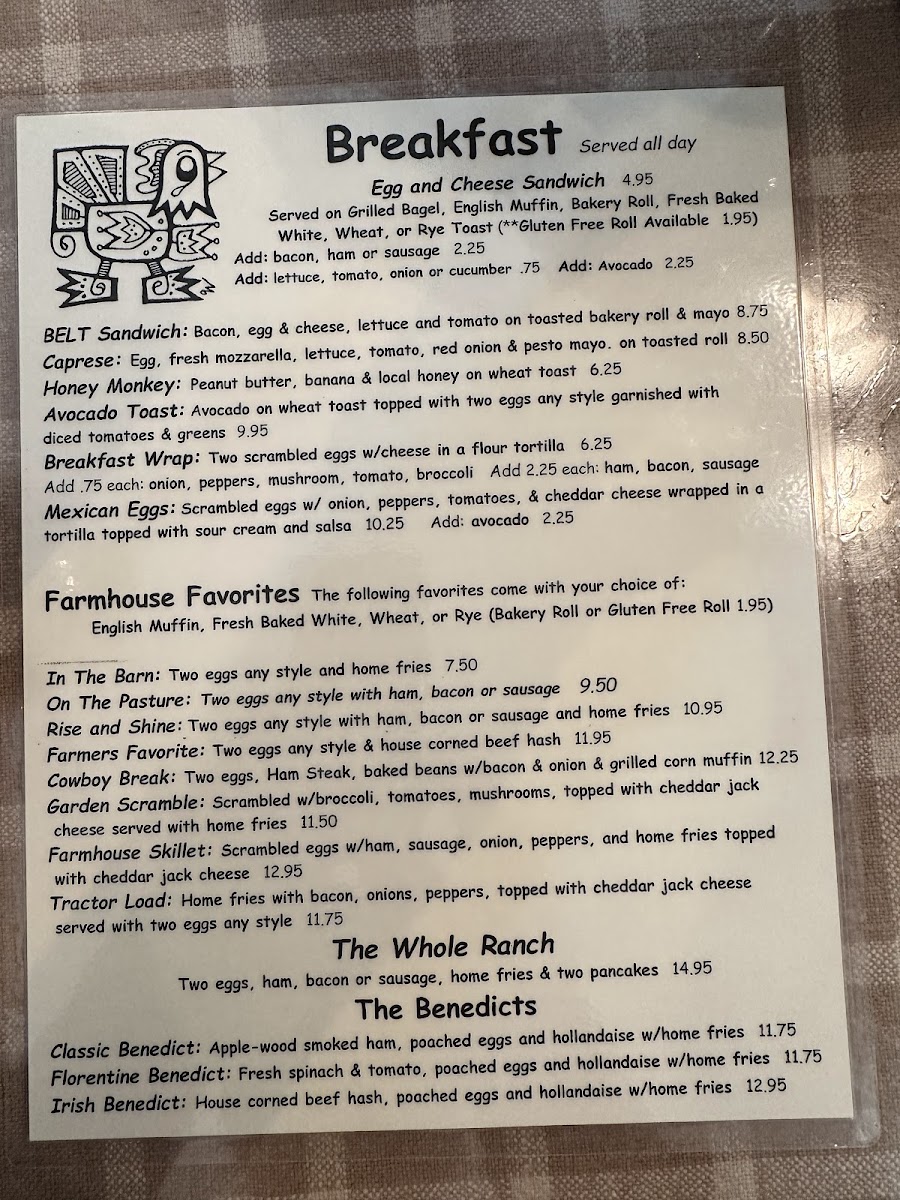 Breakfast Served all day
Egg and Cheese Sandwich 4.95
Served on Grilled Bagel, English Muffin, Bakery Roll, Fresh Baked
White, Wheat, or Rye Toast (**Gluten Free Roll Available 1.95)
Add: bacon, ham or sausage 2.25
Add: lettuce, tomato, onion or cucumber .75 Add: Avocado 2.25
BELT Sandwich: Bacon, egg & cheese, lettuce and tomato on toasted bakery roll & mayo 8.75
Caprese: Egg, fresh mozzarella, lettuce, tomato, red onion & pesto mayo. on toasted roll 8.50
Honey Monkey: Peanut butter, banana & local honey on wheat toast 6.25
Avocado Toast: Avocado on wheat toast topped with two eggs any style garnished with
diced tomatoes & greens 9.95
Breakfast Wrap: Two scrambled eggs w/cheese in a flour tortilla 6.25
Add .75 each: onion, peppers, mushroom, tomato, broccoli Add 2.25 each: ham, bacon, sausage
Mexican Eggs: Scrambled eggs w/ onion, peppers, tomatoes, & cheddar cheese wrapped in a
tortilla topped with sour cream and salsa 10.25 Add: avocado 2.25
Farmhouse Favorites The following favorites come with your choice of:
English Muffin, Fresh Baked White, Wheat, or Rye (Bakery Roll or Gluten Free Roll 1.95)
In The Barn: Two eggs any style and home fries 7.50
On The Pasture: Two eggs any style with ham, bacon or sausage 9.50
Rise and Shine: Two eggs any style with ham, bacon or sausage and home fries 10.95
Farmers Favorite: Two eggs any style & house corned beef hash 11.95
Cowboy Break: Two eggs, Ham Steak, baked beans w/bacon & onion & grilled corn muffin 12.25
Garden Scramble: Scrambled w/broccoli, tomatoes, mushrooms, topped with cheddar jack
cheese served with home fries 11.50
Farmhouse Skillet: Scrambled eggs w/ham, sausage, onion, peppers, and home fries topped
with cheddar jack cheese 12.95
Tractor Load: Home fries with bacon, onions, peppers, topped with cheddar jack cheese
served with two eggs any style 11.75
The Whole Ranch
Two eggs, ham, bacon or sausage, home fries & two pancakes 14.95
The Benedicts
Classic Benedict: Apple-wood smoked ham, poached eggs and hollandaise w/home fries 11.75
Florentine Benedict: Fresh spinach & tomato, poached eggs and hollandaise w/home fries 11.75
Irish Benedict: House corned beef hash, poached eggs and hollandaise w/home fries 12.95